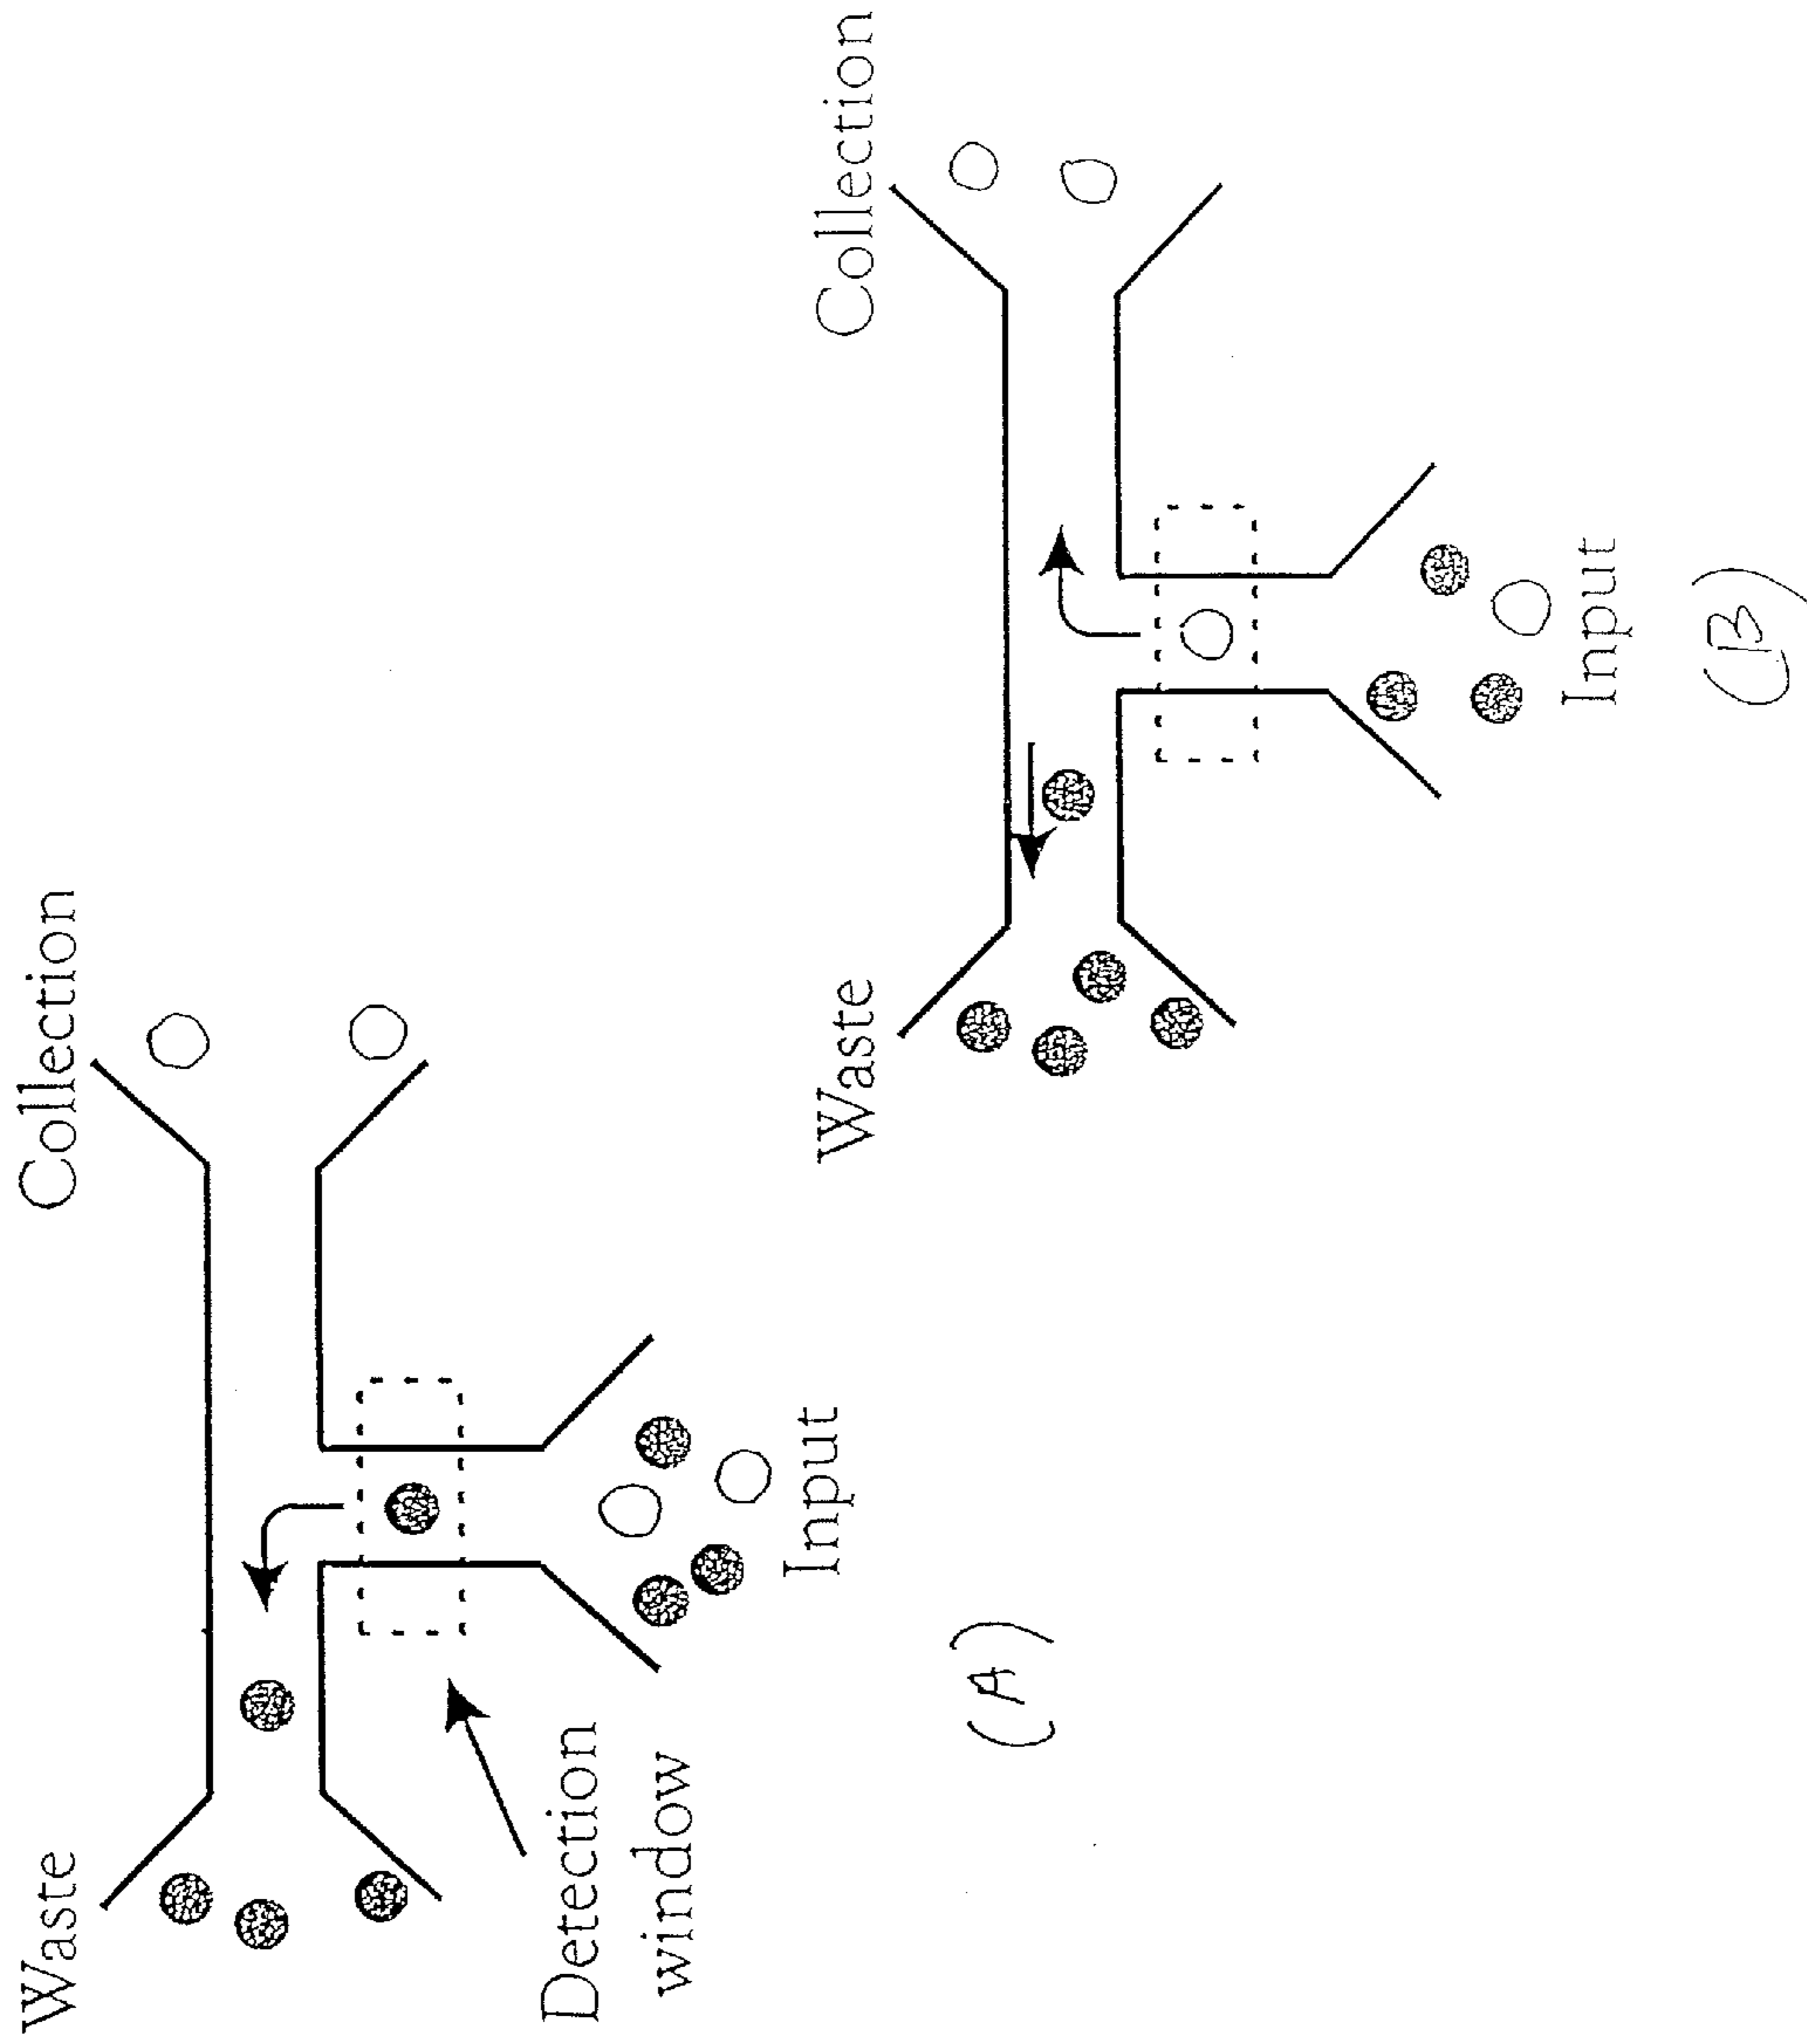 Waste
Collection
Detection
window
Input
(A)
Waste
Collection
Input
(B)